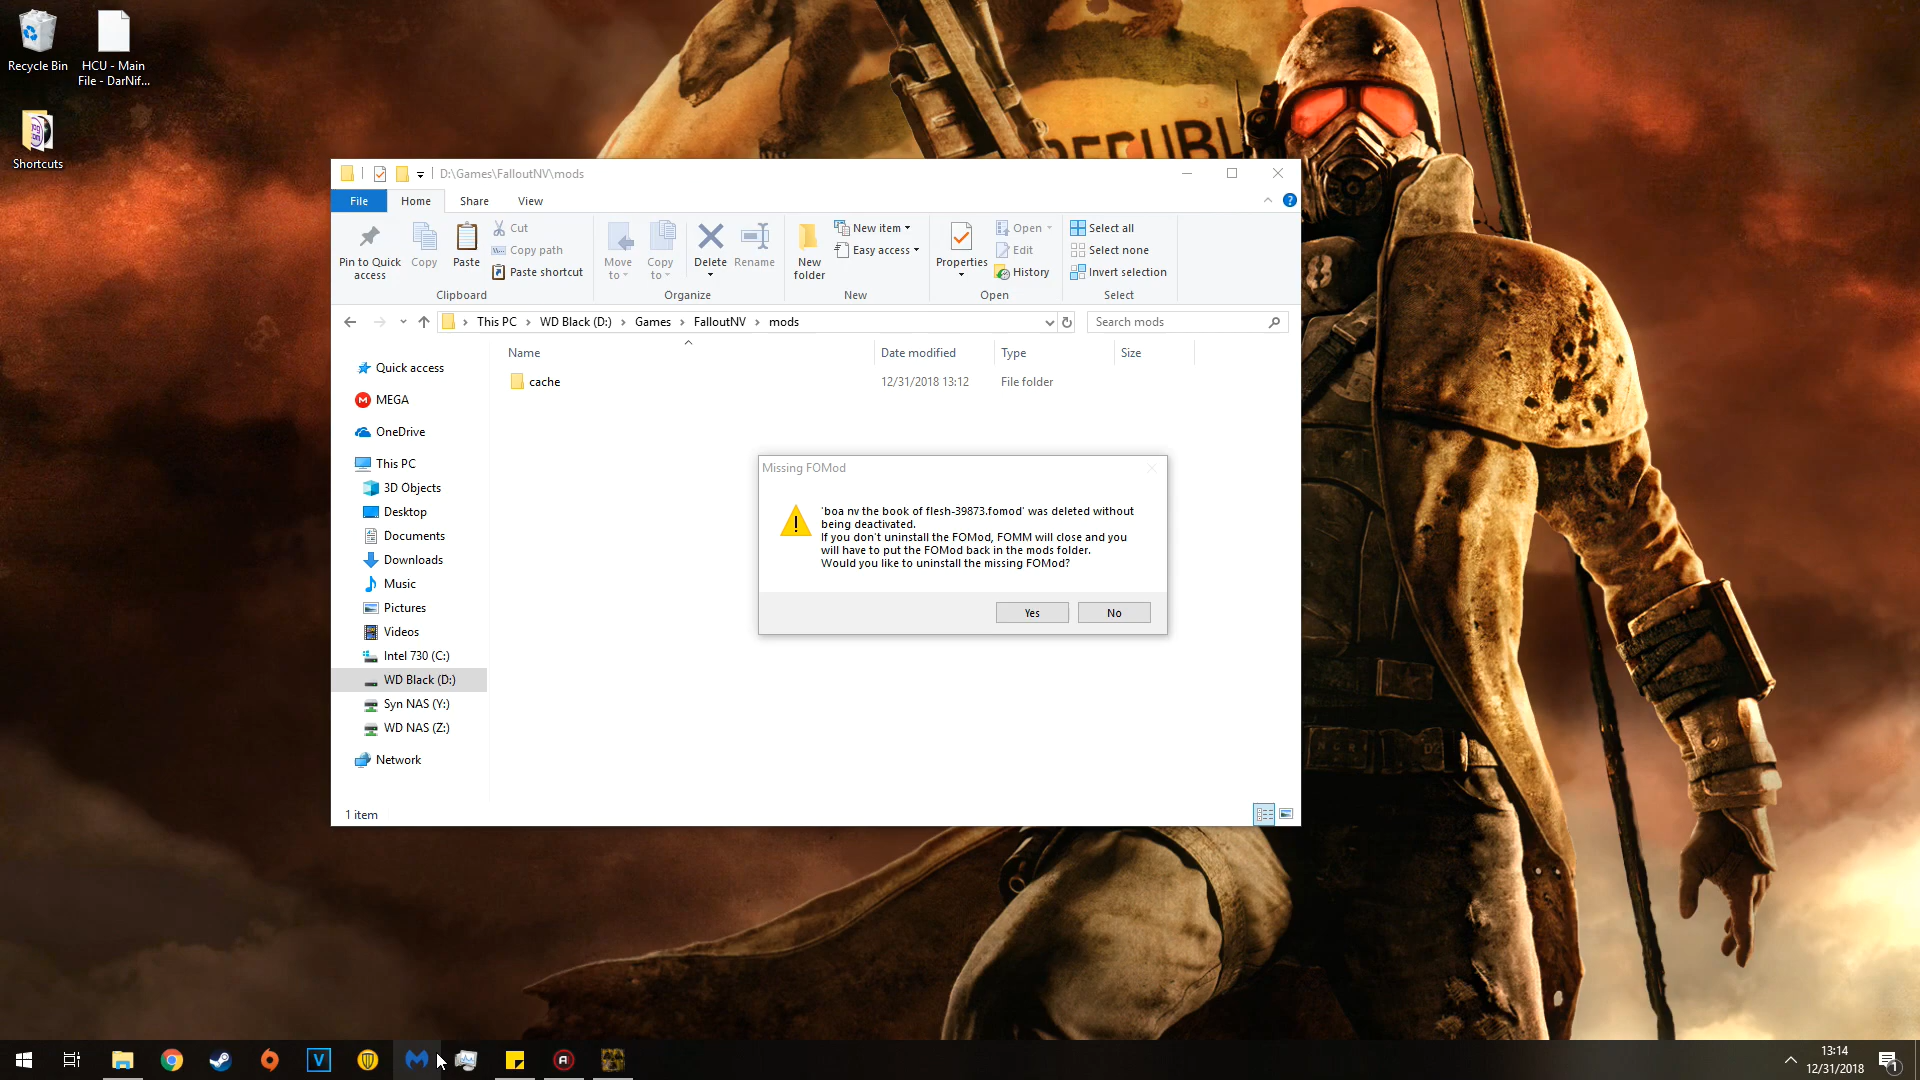 Recycle Bin
HCU - Main
File - DarNif...
Shortcuts
REPUBL
D:\Games\FalloutNV\mods
File
Home
Share
View
Pin to Quick
access
Copy
Paste
Cut
Copy path
Paste shortcut
Clipboard
Move
to
Copy
to
Delete
Rename
Organize
New
folder
New item
Easy access
New
Properties
Open
Edit
History
Open
Select all
Select none
Invert selection
Select
This PC
WD Black (D:)
Games
FalloutNV
mods
Search mods
Name
Date modified
Type
Size
cache
12/31/2018 13:12
File folder
Quick access
MEGA
OneDrive
This PC
3D Objects
Desktop
Documents
Downloads
Music
Pictures
Videos
Intel 730 (C:)
WD Black (D:)
Syn NAS (Y:)
WD NAS (Z:)
Network
1 item
Missing FOMod
'boa nv the book of flesh-39873.fomod' was deleted without
being deactivated.
If you don't uninstall the FOMod, FOMM will close and you
will have to put the FOMod back in the mods folder.
Would you like to uninstall the missing FOMod?
Yes
No
13:14
12/31/2018
1